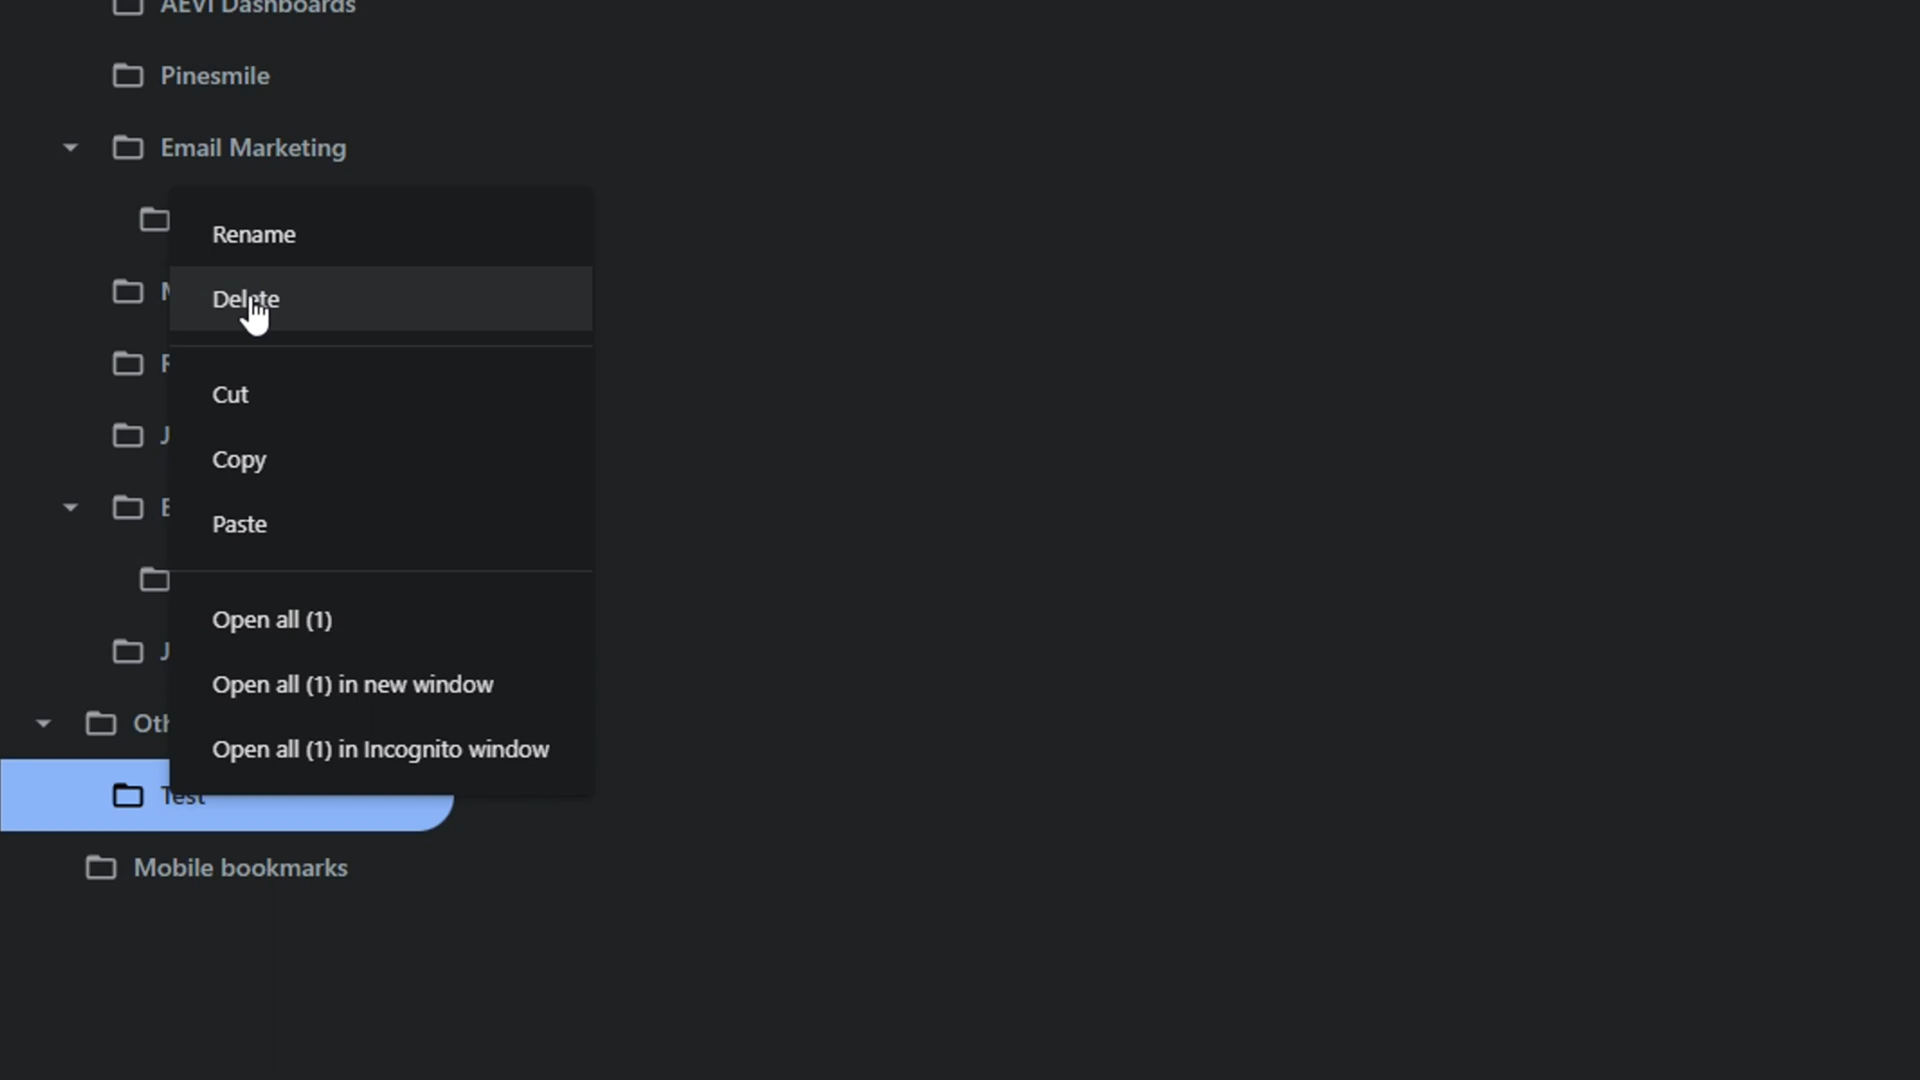 AEVI Dashboards
Pinesmile
Email Marketing
Rename
Delete
Cut
Copy
Paste
Open all (1)
Open all (1) in new window
Open all (1) in Incognito window
Test
Mobile bookmarks